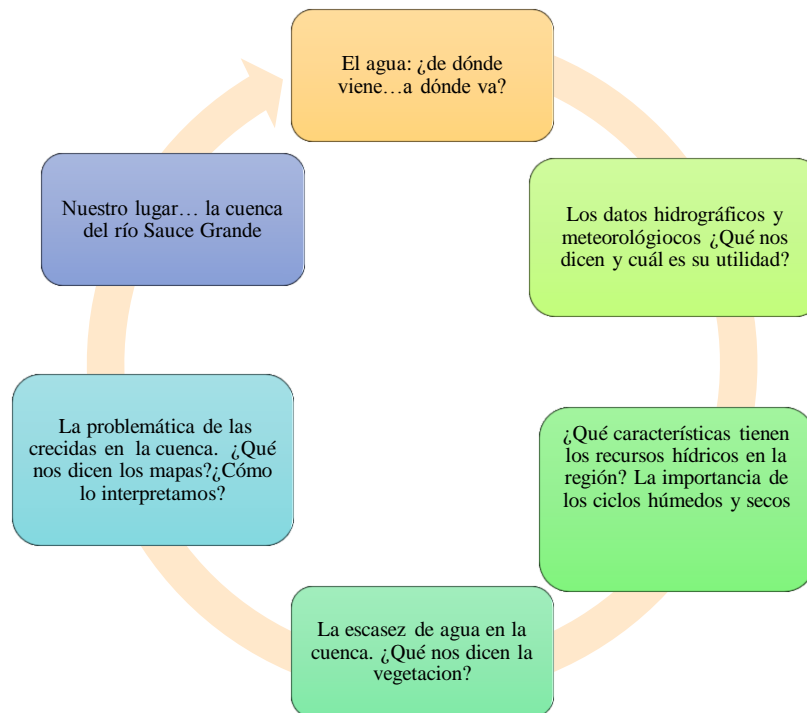 El agua: ¿de dónde
viene…a dónde va?
Los datos hidrográficos y
meteorológiocos ¿Qué nos
dicen y cuál es su utilidad?
¿Qué características tienen
los recursos hídricos en la
región? La importancia de
los ciclos húmedos y secos
La escasez de agua en la
cuenca. ¿Qué nos dicen la
vegetacion?
La problemática de las
crecidas en la cuenca. ¿Qué
nos dicen los mapas?¿Cómo
lo interpretamos?
Nuestro lugar… la cuenca
del río Sauce Grande